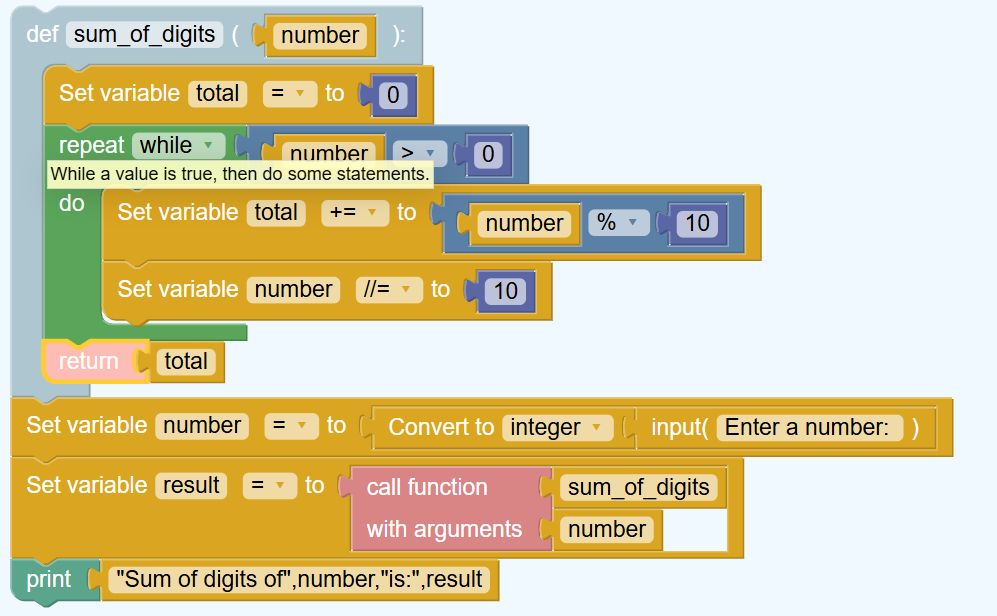 def sum_of_digits ( number ):
Set variable total = to 0
repeat while number > 0
While a value is true, then do some statements.
do Set variable total += to number % 10
Set variable number //= to 10
return total
Set variable number = to Convert to integer input( Enter a number: )
Set variable result = to call function sum_of_digits
with arguments number
print "Sum of digits of",number,"is:",result